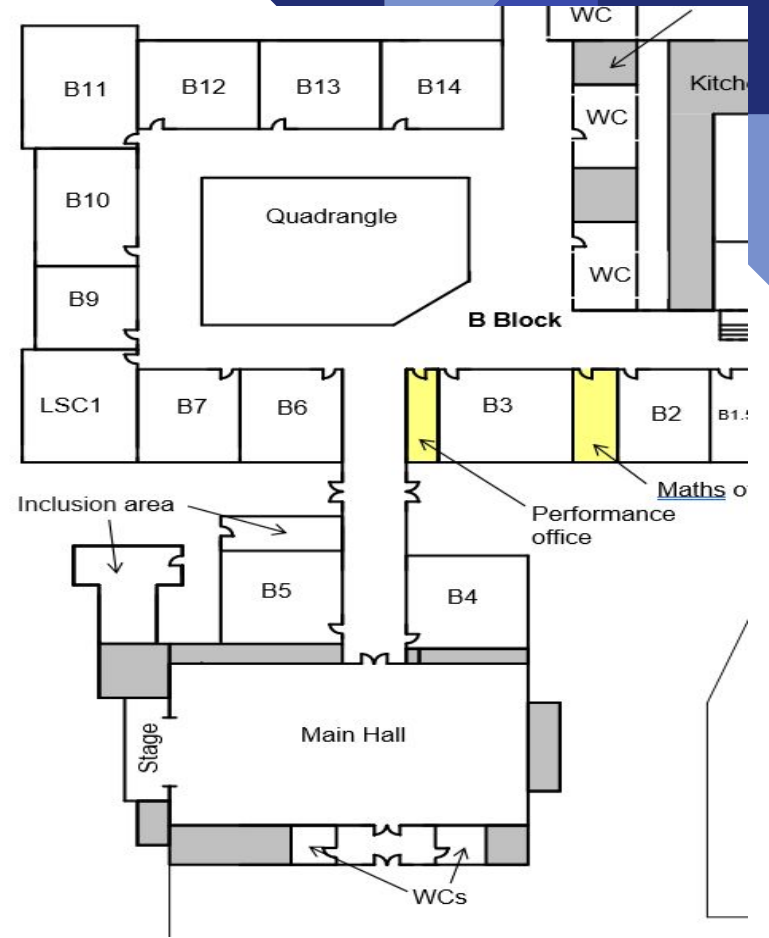 WC
B11
B12
B13
B14
WC
B10
Quadrangle
WC
B9
B Block
LSC1
B7
B6
B3
B2
Inclusion area
Performance
office
Maths
B5
B4
Stage
Main Hall
WCs